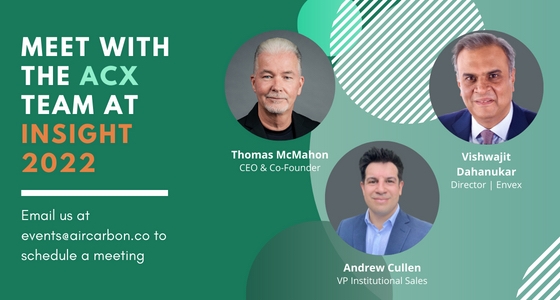 MEET WITH
THE ACX
TEAM AT
INSIGHT
2022
Email us at
events@aircarbon.co to
schedule a meeting
Thomas McMahon
CEO & Co-Founder
Vishwajit
Dahanukar
Director | Envex
Andrew Cullen
VP Institutional Sales